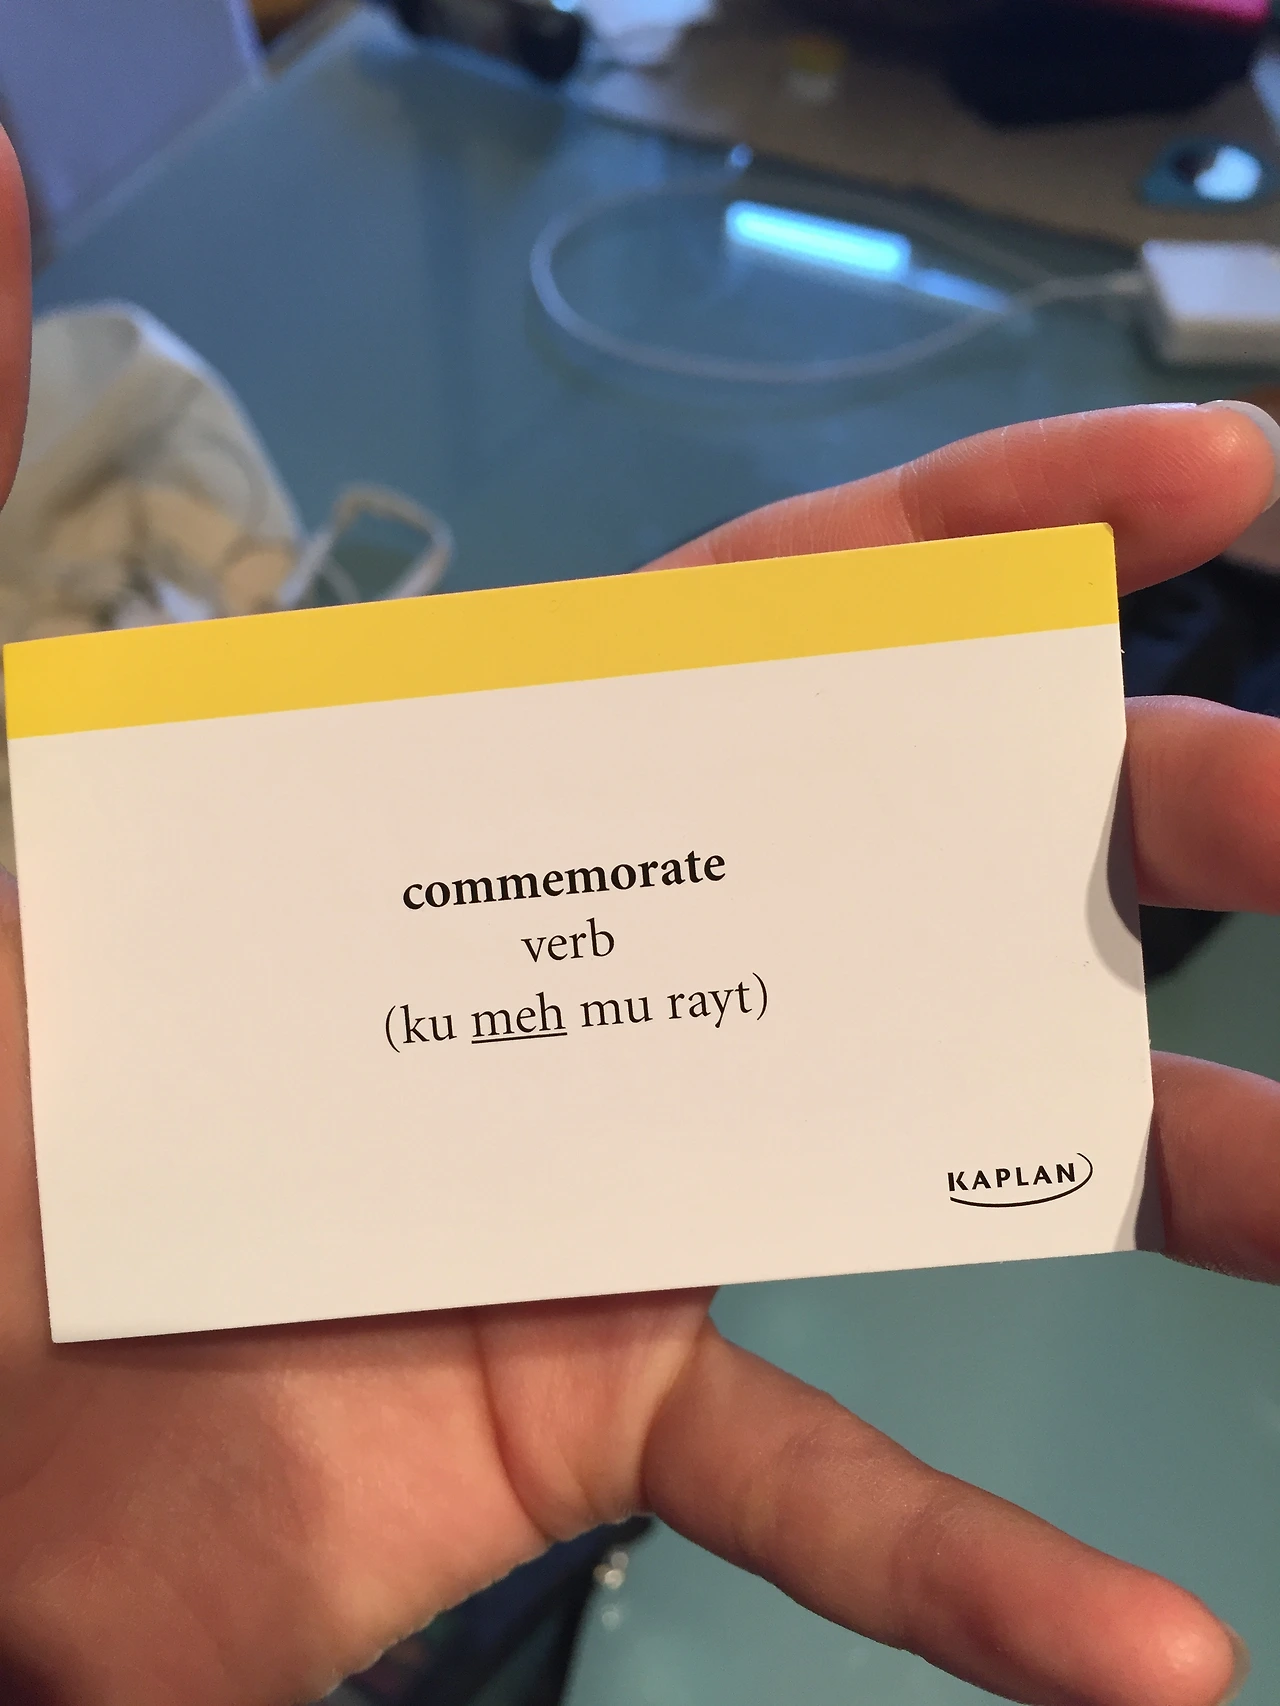 commemorate
verb
(ku meh mu rayt)
KAPLAN